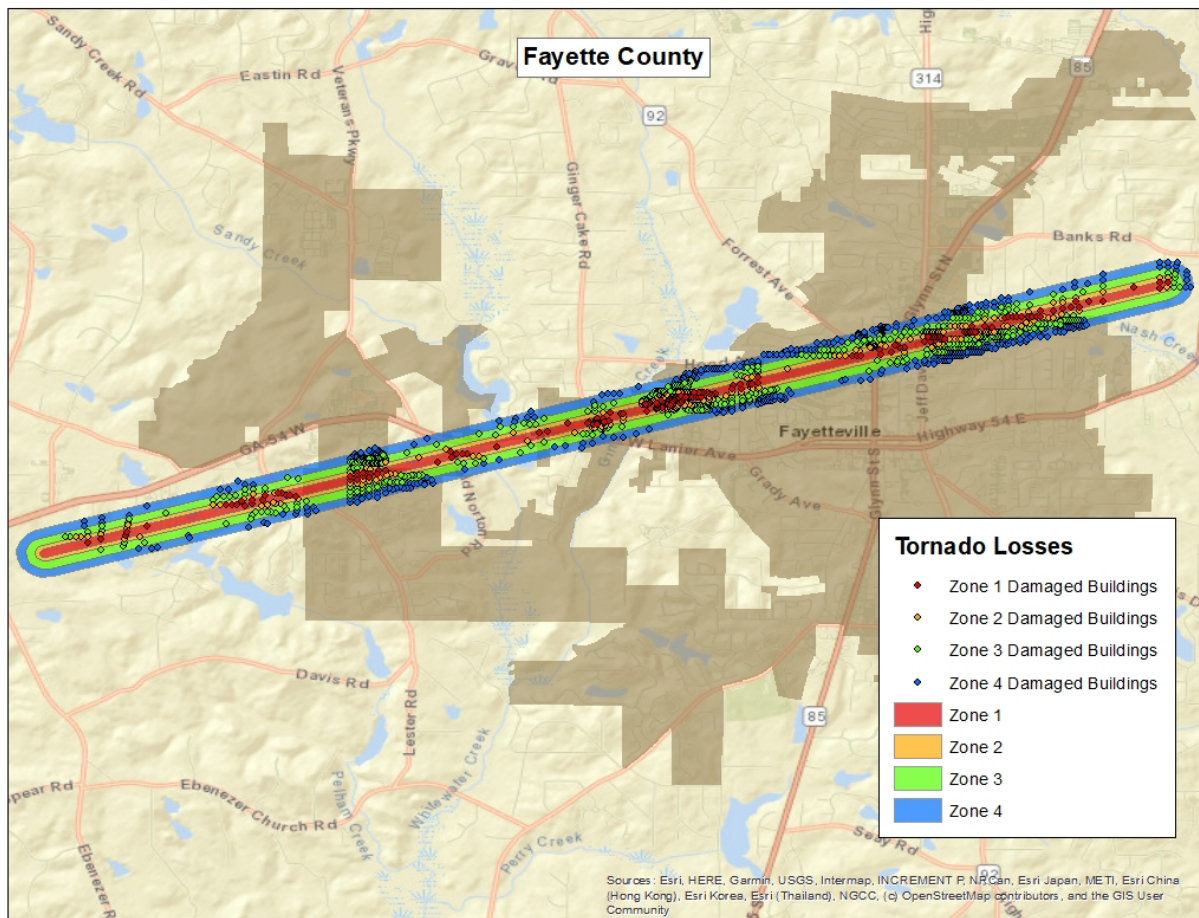 Fayette County
Sandy Creek Rd
Eastin Rd
Veterans Pkwy
92
314
85
Ginger Cake Rd
Sandy Creek
Forrest Ave
Banks Rd
Glynn St N
Nash Creek
GA-54 W
W Lanier Ave
Fayetteville
Highway 54 E
Grady Ave
Glynn St S
Rd
Davis Rd
Lester Rd
85
Whitewater Creek
Pelham Creek
Ebenezer Church Rd
Ebenezer
Perry Creek
92
Tornado Losses
Zone 1 Damaged Buildings
Zone 2 Damaged Buildings
Zone 3 Damaged Buildings
Zone 4 Damaged Buildings
Zone 1
Zone 2
Zone 3
Zone 4
Sources: Esri, HERE, Garmin, USGS, Intermap, INCREMENT P, NRCan, Esri Japan, METI, Esri China
(Hong Kong), Esri Korea, Esri (Thailand), NGCC, (c) OpenStreetMap contributors, and the GIS User
Community